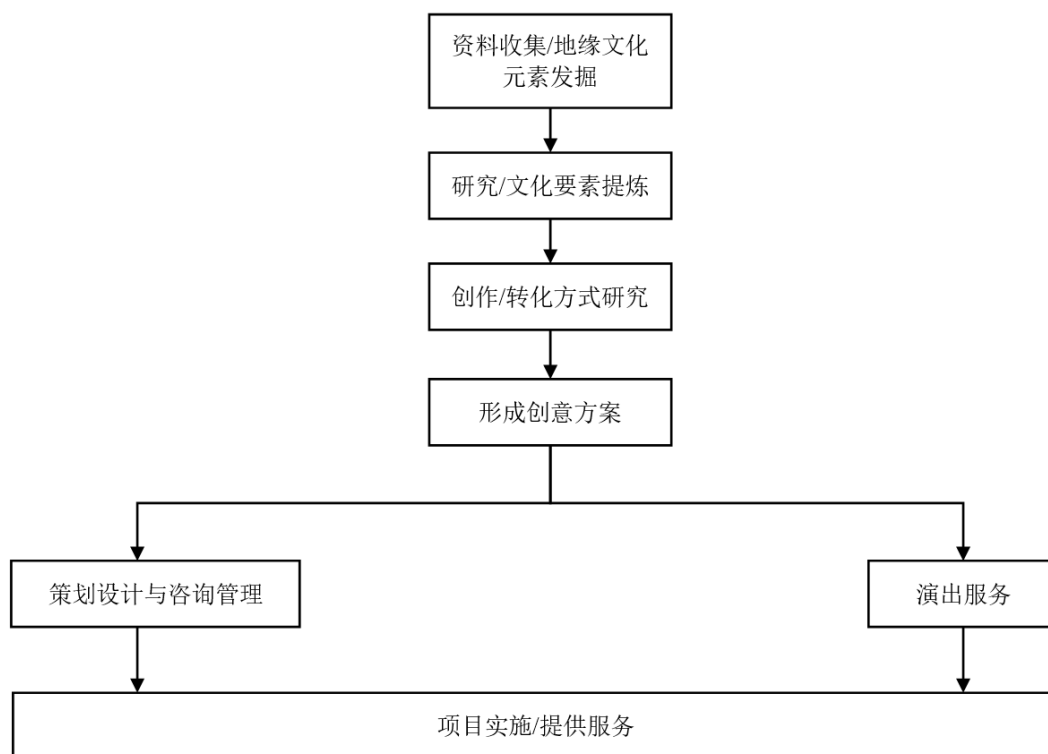 资料收集/地缘文化
元素发掘
研究/文化要素提炼
创作/转化方式研究
形成创意方案
策划设计与咨询管理
演出服务
项目实施/提供服务